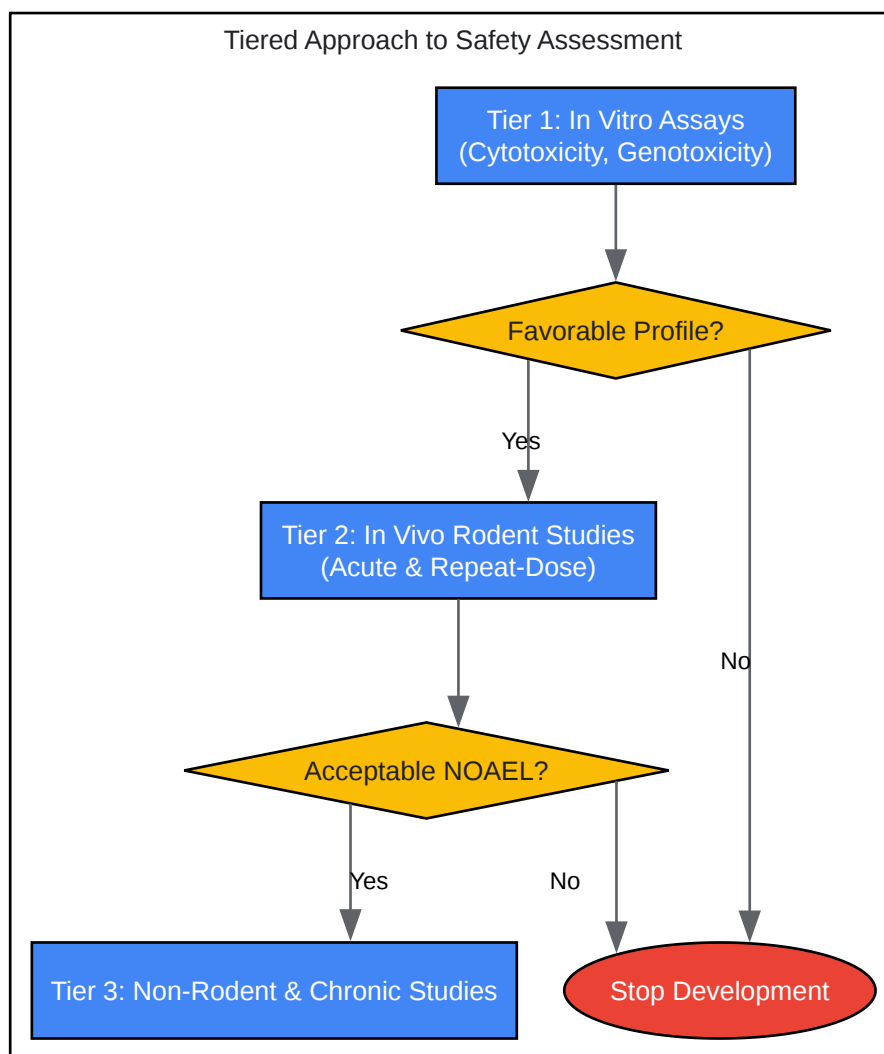 Tiered Approach to Safety Assessment
Tier 1: In Vitro Assays
(Cytotoxicity, Genotoxicity)
Favorable Profile?
Yes
Tier 2: In Vivo Rodent Studies
(Acute & Repeat-Dose)
No
Acceptable NOAEL?
Yes
No
Tier 3: Non-Rodent & Chronic Studies
Stop Development